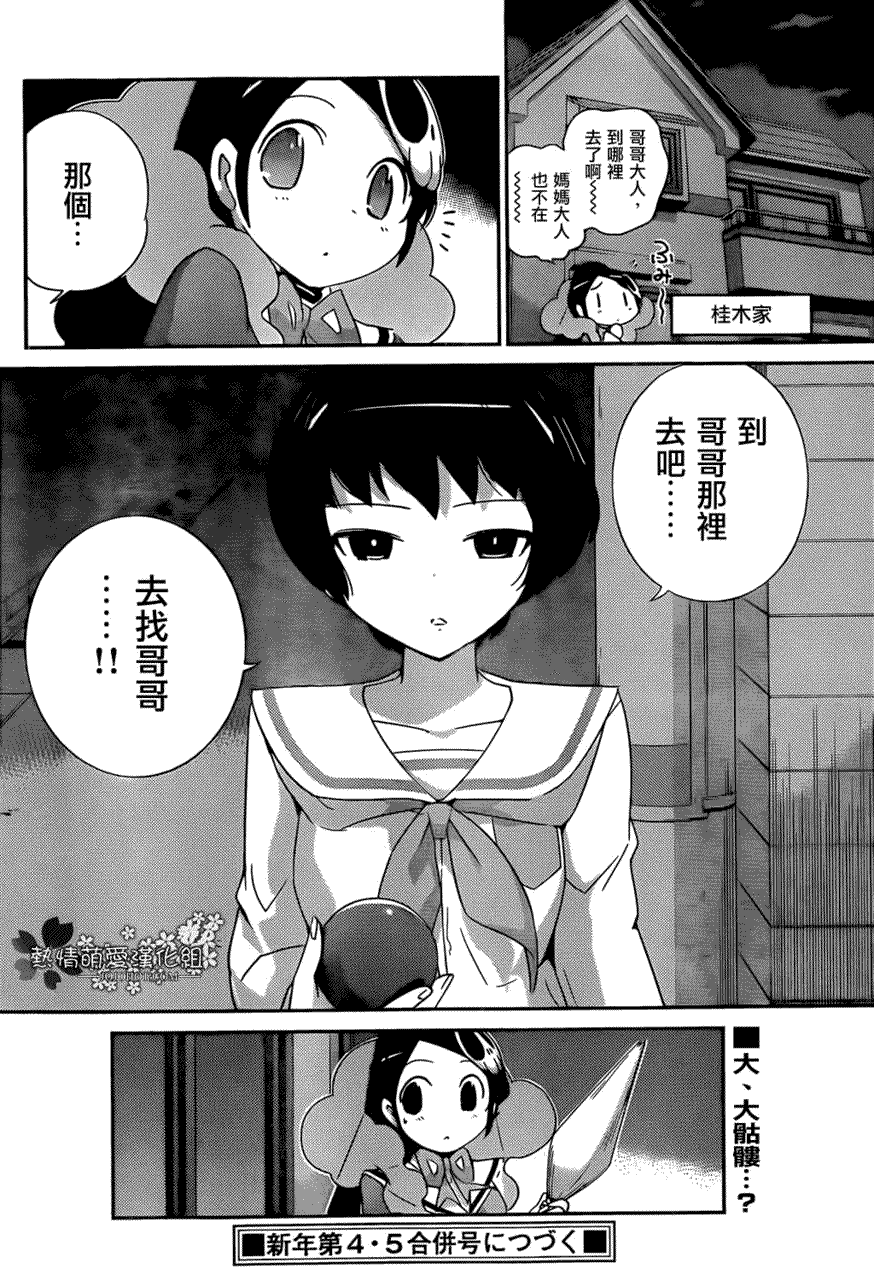 哥哥大人，
到哪裡
去了啊～
媽媽大人
也不在
ふみ～
桂木家
那個…
到
哥哥那裡
去吧……
去找哥哥
……!!
熱情萌愛漢化組
■大、大骷髏…？
■新年第4・5合併号につづく■